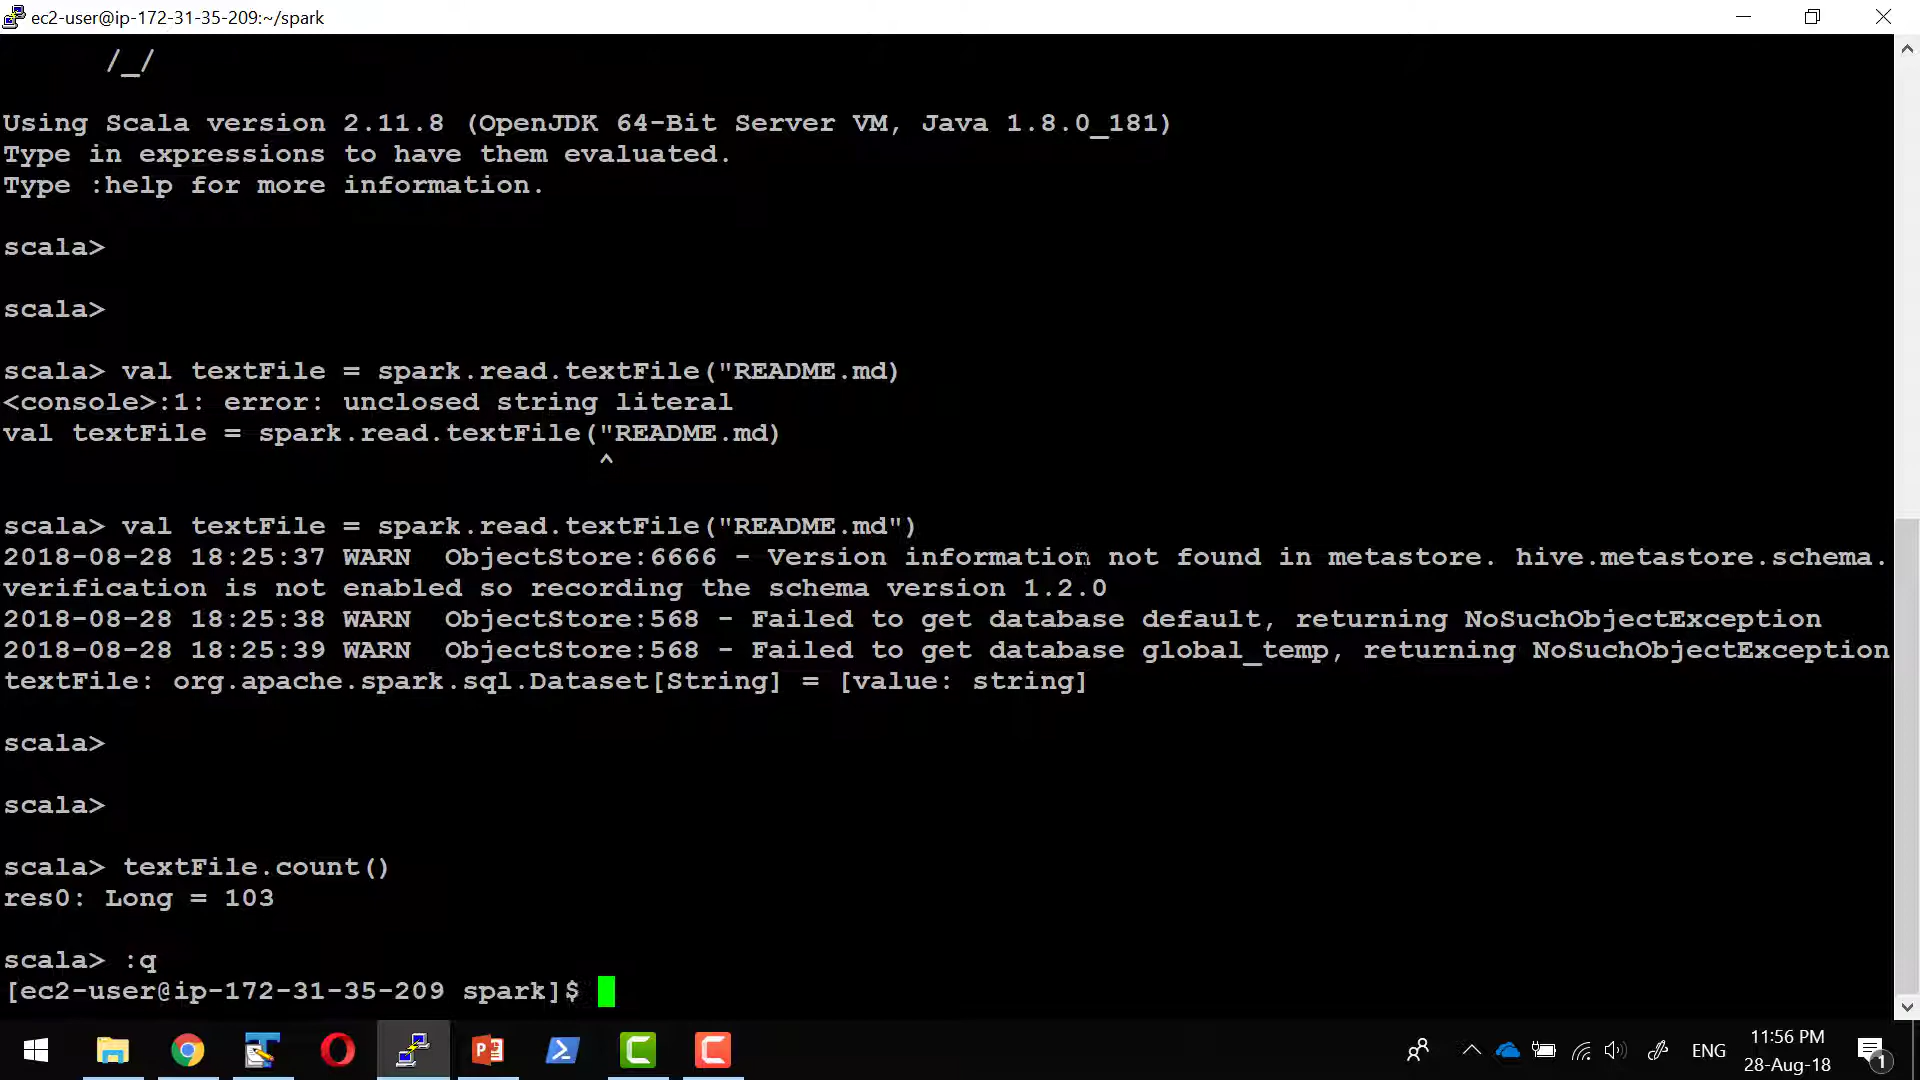 ec2-user@ip-172-31-35-209:~/spark
/_/
Using Scala version 2.11.8 (OpenJDK 64-Bit Server VM, Java 1.8.0_181)
Type in expressions to have them evaluated.
Type :help for more information.
scala>
scala>
scala> val textFile = spark.read.textFile("README.md)
<console>:1: error: unclosed string literal
val textFile = spark.read.textFile("README.md)
^
scala> val textFile = spark.read.textFile("README.md")
2018-08-28 18:25:37 WARN  ObjectStore:6666 - Version information not found in metastore. hive.metastore.schema.
verification is not enabled so recording the schema version 1.2.0
2018-08-28 18:25:38 WARN  ObjectStore:568 - Failed to get database default, returning NoSuchObjectException
2018-08-28 18:25:39 WARN  ObjectStore:568 - Failed to get database global_temp, returning NoSuchObjectException
textFile: org.apache.spark.sql.Dataset[String] = [value: string]
scala>
scala>
scala> textFile.count()
res0: Long = 103
scala> :q
[ec2-user@ip-172-31-35-209 spark]$
ENG
11:56 PM
28-Aug-18
1